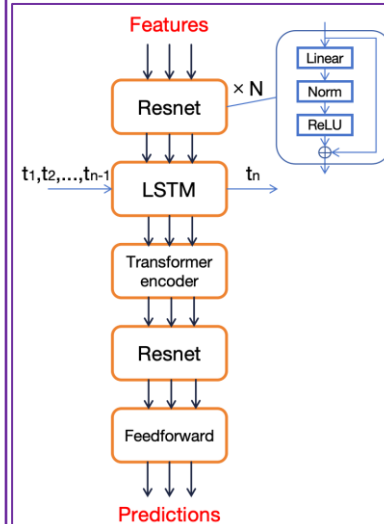 Features
Linear
Norm
ReLU
× N
Resnet
t1,t2,...,tn-1
LSTM
tn
Transformer
encoder
Resnet
Feedforward
Predictions